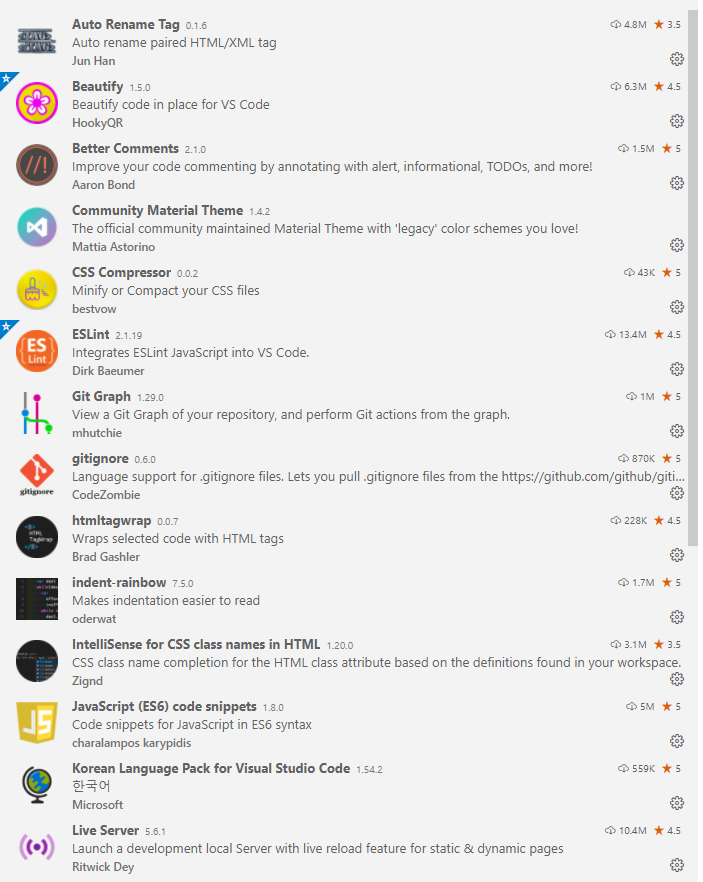 Auto Rename Tag 0.1.6 4.8M 3.5
Auto rename paired HTML/XML tag
Jun Han
Beautify 1.5.0 6.3M 4.5
Beautify code in place for VS Code
HookyQR
//!
Better Comments 2.1.0 1.5M 5
Improve your code commenting by annotating with alert, informational, TODOs, and more!
Aaron Bond
Community Material Theme 1.4.2
The official community maintained Material Theme with 'legacy' color schemes you love!
Mattia Astorino
CSS Compressor 0.0.2 43K 5
Minify or Compact your CSS files
bestvow
{ES
Lint}
ESLint 2.1.19 13.4M 4.5
Integrates ESLint JavaScript into VS Code.
Dirk Baeumer
Git Graph 1.29.0 1M 5
View a Git Graph of your repository, and perform Git actions from the graph.
mhutchie
gitignore
gitignore 0.6.0 870K 5
Language support for .gitignore files. Lets you pull .gitignore files from the https://github.com/github/giti...
CodeZombie
HTML
TagWrap
htmltagwrap 0.0.7 228K 4.5
Wraps selected code with HTML tags
Brad Gashler
indent-rainbow 7.5.0 1.7M 5
Makes indentation easier to read
oderwat
IntelliSense for CSS class names in HTML 1.20.0 3.1M 3.5
CSS class name completion for the HTML class attribute based on the definitions found in your workspace.
Zignd
JS
JavaScript (ES6) code snippets 1.8.0 5M 5
Code snippets for JavaScript in ES6 syntax
charalampos karypidis
Korean Language Pack for Visual Studio Code 1.54.2 559K 5
한국어
Microsoft
Live Server 5.6.1 10.4M 4.5
Launch a development local Server with live reload feature for static & dynamic pages
Ritwick Dey